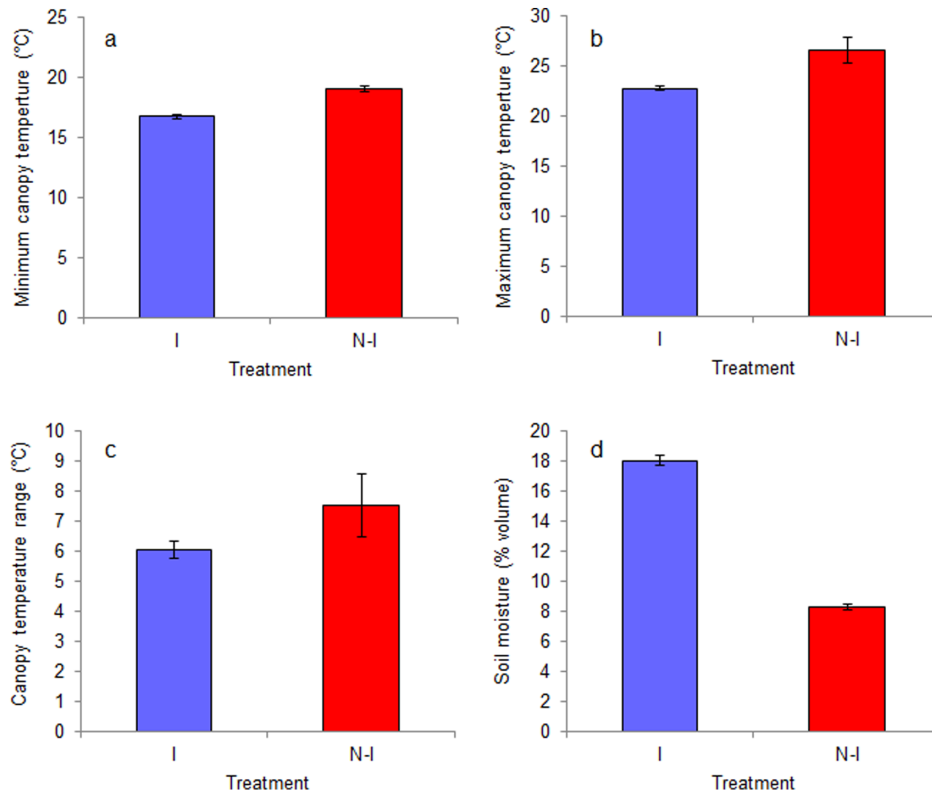 a
Minimum canopy temperture (°C)
25
20
15
10
5
0
I
N-I
Treatment
b
Maximum canopy temperture (°C)
30
25
20
15
10
5
0
I
N-I
Treatment
c
Canopy temperature range (°C)
10
9
8
7
6
5
4
3
2
1
0
I
N-I
Treatment
d
Soil moisture (% volume)
20
18
16
14
12
10
8
6
4
2
0
I
N-I
Treatment